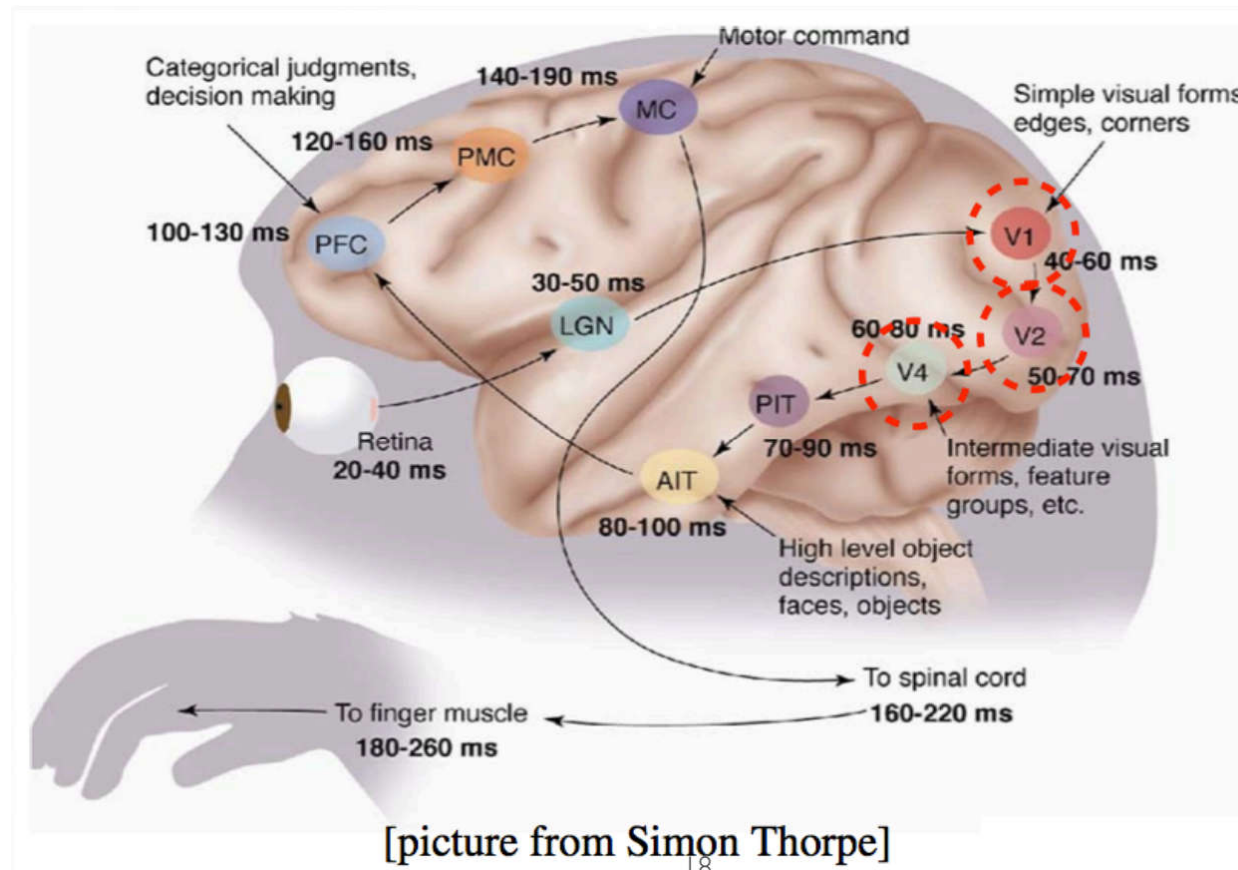 Motor command
Categorical judgments,
decision making
140-190 ms
MC
Simple visual forms
edges, corners
120-160 ms
PMC
100-130 ms
PFC
V1
40-60 ms
30-50 ms
LGN
60-80 ms
V2
V4
50-70 ms
PIT
Retina
20-40 ms
70-90 ms
Intermediate visual
forms, feature
groups, etc.
AIT
80-100 ms
High level object
descriptions,
faces, objects
To spinal cord
160-220 ms
To finger muscle
180-260 ms
[picture from Simon Thorpe]
18